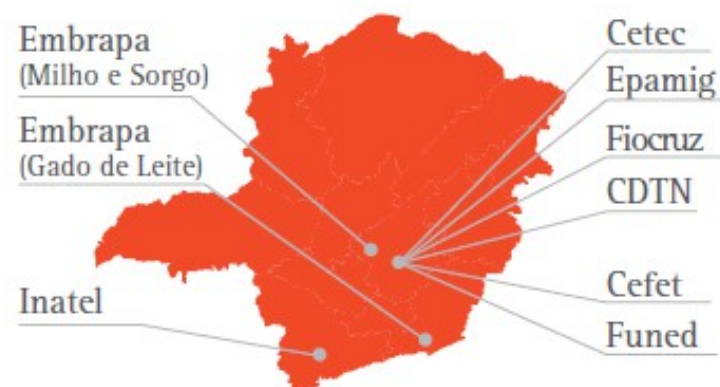 Embrapa
(Milho e Sorgo)
Embrapa
(Gado de Leite)
Inatel
Cetec
Epamig
Fiocruz
CDTN
Cefet
Funed